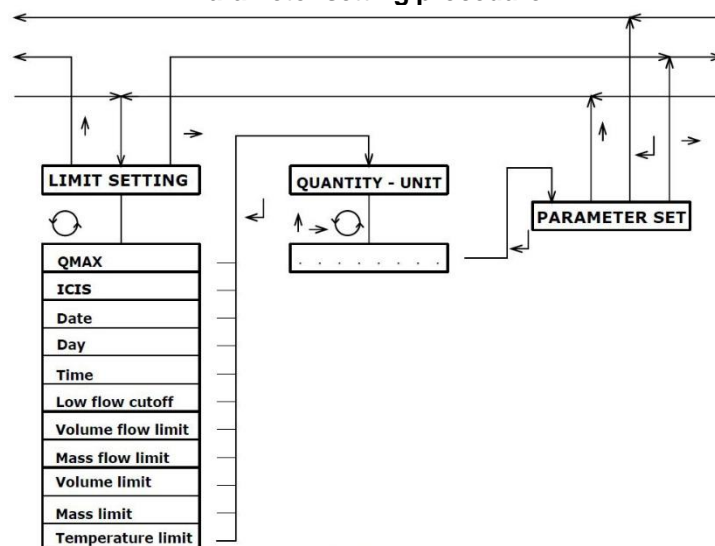 LIMIT SETTING
QUANTITY - UNIT
PARAMETER SET
. . . . . . . .
QMAX
ICIS
Date
Day
Time
Low flow cutoff
Volume flow limit
Mass flow limit
Volume limit
Mass limit
Temperature limit